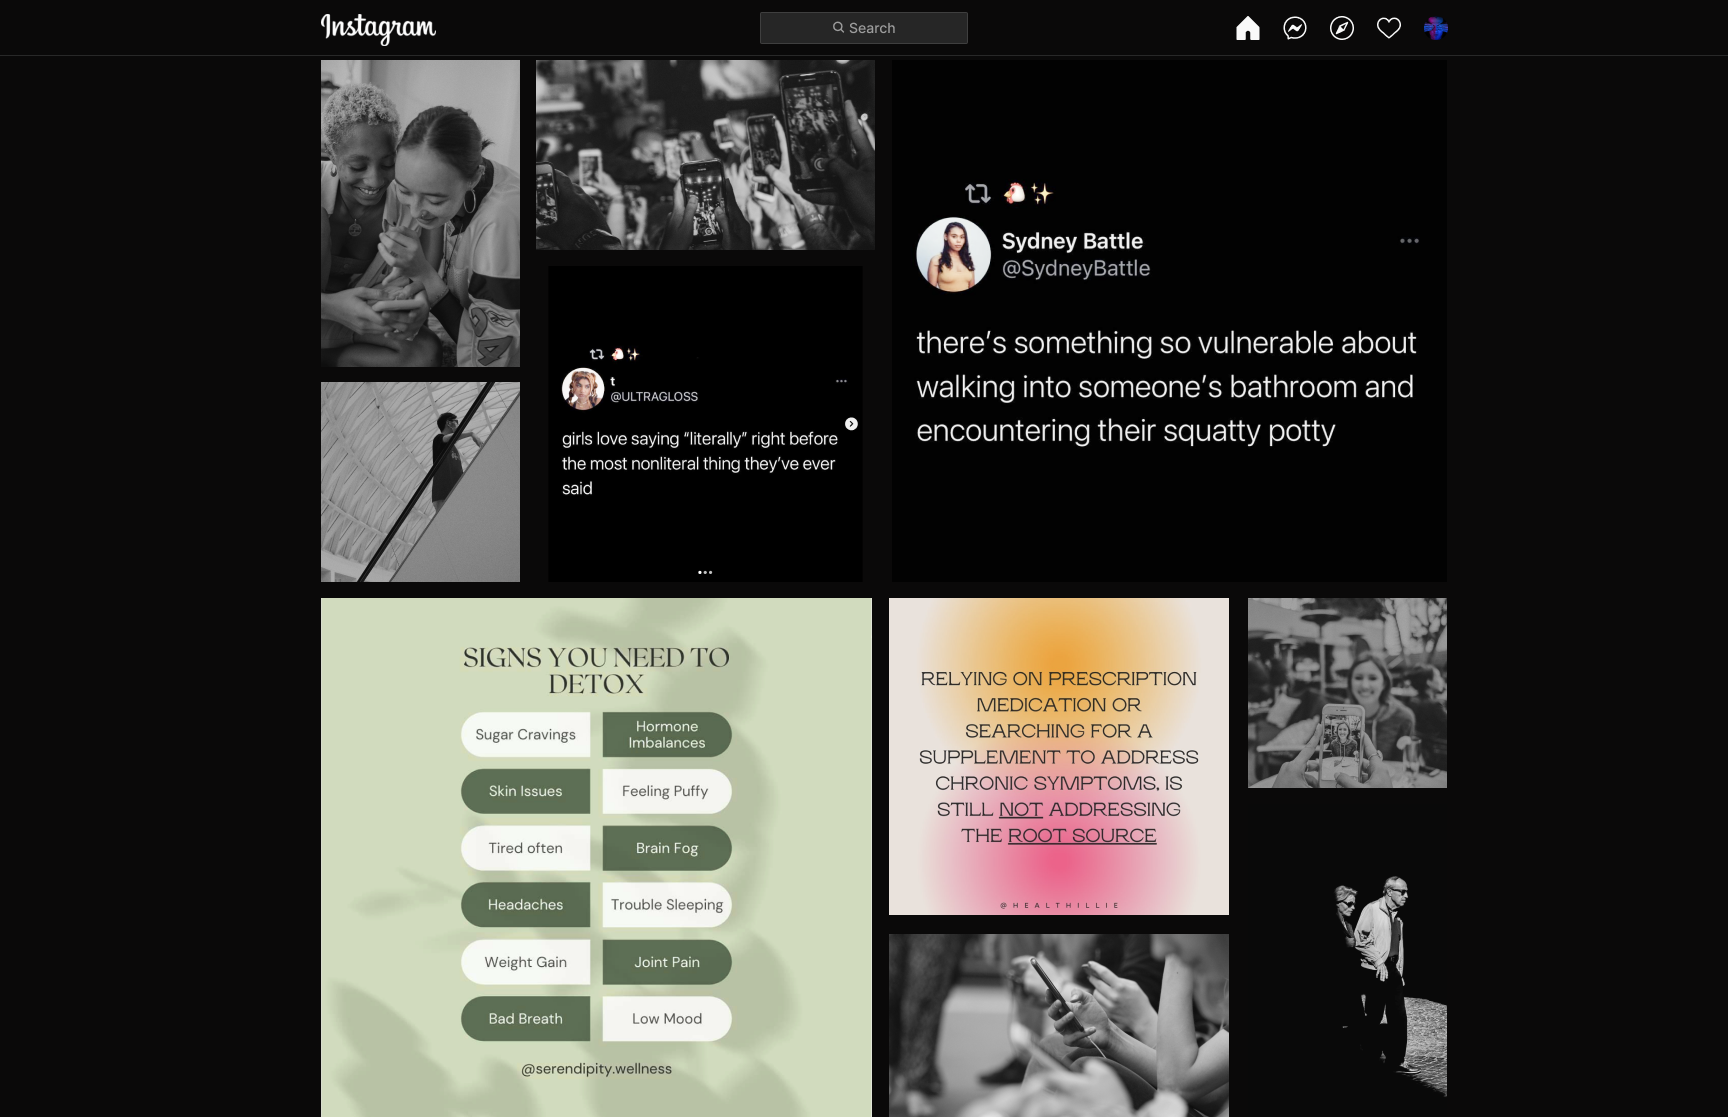 Instagram
Search
Sydney Battle
@SydneyBattle
there's something so vulnerable about
walking into someone's bathroom and
encountering their squatty potty
t
@ULTRAGLOSS
girls love saying “literally” right before
the most nonliteral thing they've ever
said
SIGNS YOU NEED TO
DETOX
Sugar Cravings
Hormone
Imbalances
Skin Issues
Feeling Puffy
Tired often
Brain Fog
Headaches
Trouble Sleeping
Weight Gain
Joint Pain
Bad Breath
Low Mood
@serendipity.wellness
RELYING ON PRESCRIPTION
MEDICATION OR
SEARCHING FOR A
SUPPLEMENT TO ADDRESS
CHRONIC SYMPTOMS, IS
STILL NOT ADDRESSING
THE ROOT SOURCE
@HEALTHILLIE